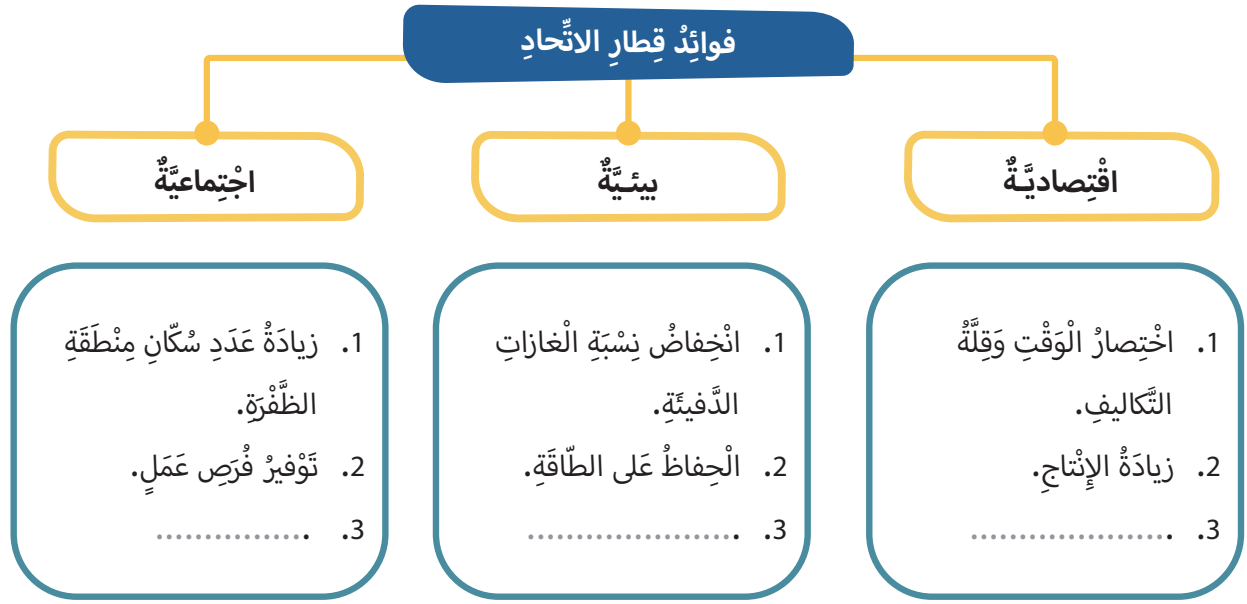 فوائِدُ قِطارِ الاتِّحادِ
اقْتِصاديَّةٌ
1. اخْتِصارُ الْوَقْتِ وَقِلَّةُ
التَّكاليفِ.
2. زيادَةُ الإِنْتاجِ.
3. .....................
بيئيَّةٌ
1. انْخِفاضُ نِسْبَةِ الْغازاتِ
الدَّفيئَةِ.
2. الْحِفاظُ عَلى الطّاقَةِ.
3. .......................
اجْتِماعيَّةٌ
1. زيادَةُ عَدَدِ سُكّانِ مِنْطَقَةِ
الظَّفْرَةِ.
2. تَوْفيرُ فُرَصِ عَمَلٍ.
3. ................